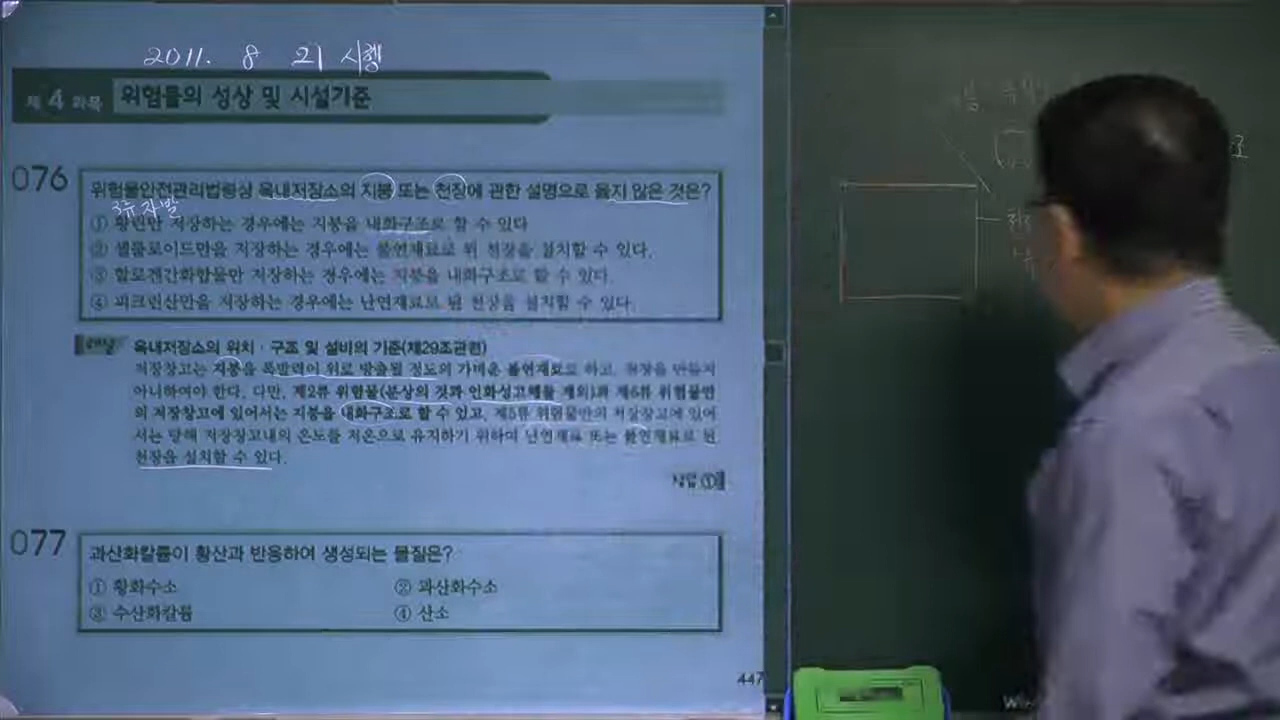 2011. 8 21 시행
제 4 과목 위험물의 성상 및 시설기준
076
위험물안전관리법령상 옥내저장소의 지붕 또는 천장에 관한 설명으로 옳지 않은 것은?
3류 자발
① 황린만 저장하는 경우에는 지붕을 내화구조로 할 수 있다
② 셀룰로이드만을 저장하는 경우에는 불연재료로 된 천장을 설치할 수 있다.
③ 할로겐간화합물만 저장하는 경우에는 지붕을 내화구조로 할 수 있다.
④ 피크린산만을 저장하는 경우에는 난연재료로 된 천장을 설치할 수 있다.
해설 옥내저장소의 위치·구조 및 설비의 기준(제29조관련)
저장창고는 지붕을 폭발력이 위로 방출될 정도의 가벼운 불연재료로 하고, 천장을 만들지
아니하여야 한다. 다만, 제2류 위험물(분상의 것과 인화성고체를 제외)과 제6류 위험물만
의 저장창고에 있어서는 지붕을 내화구조로 할 수 있고, 제5류 위험물만의 저장창고에 있어
서는 당해 저장창고내의 온도를 저온으로 유지하기 위하여 난연재료 또는 불연재료로 된
천장을 설치할 수 있다.
정답 ①
077
과산화칼륨이 황산과 반응하여 생성되는 물질은?
① 황화수소 ② 과산화수소
③ 수산화칼륨 ④ 산소
447